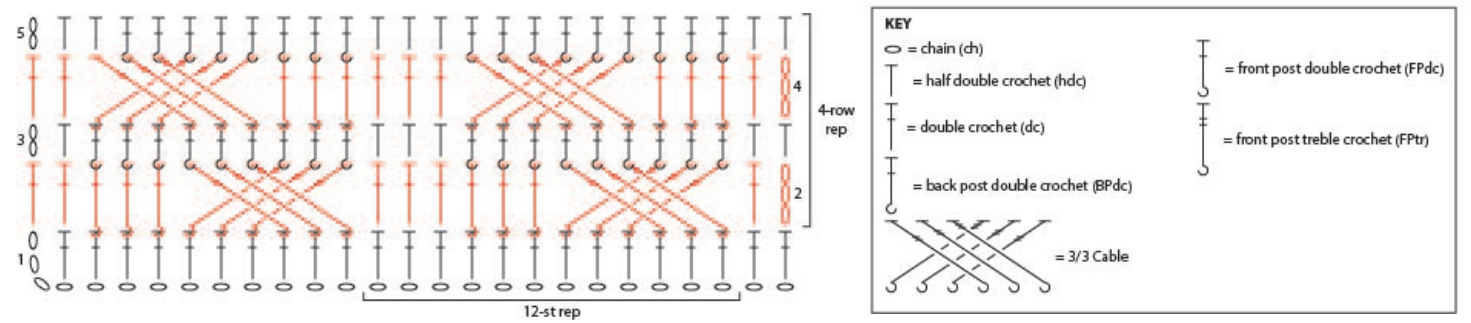 5
3
1
4
2
4-row
rep
12-st rep
KEY
= chain (ch)
= half double crochet (hdc)
= double crochet (dc)
= back post double crochet (BPdc)
= 3/3 Cable
= front post double crochet (FPdc)
= front post treble crochet (FPtr)